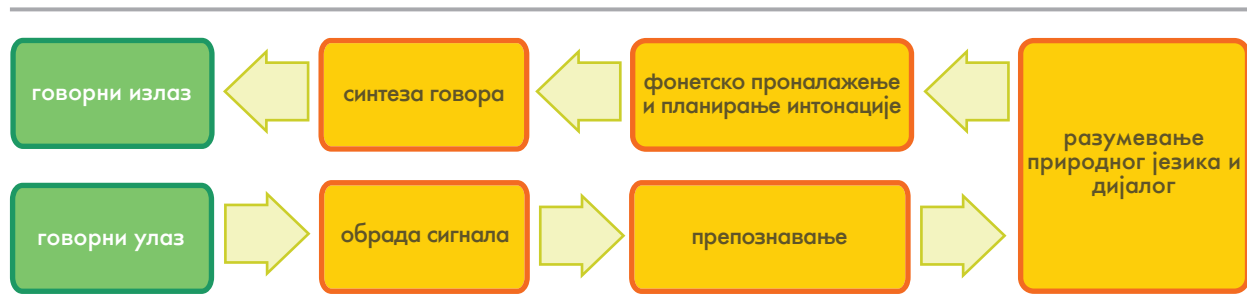 говорни излаз
синтеза говора
фонетско проналажење
и планирање интонације
разумевање
природног језика и
дијалог
говорни улаз
обрада сигнала
препознавање